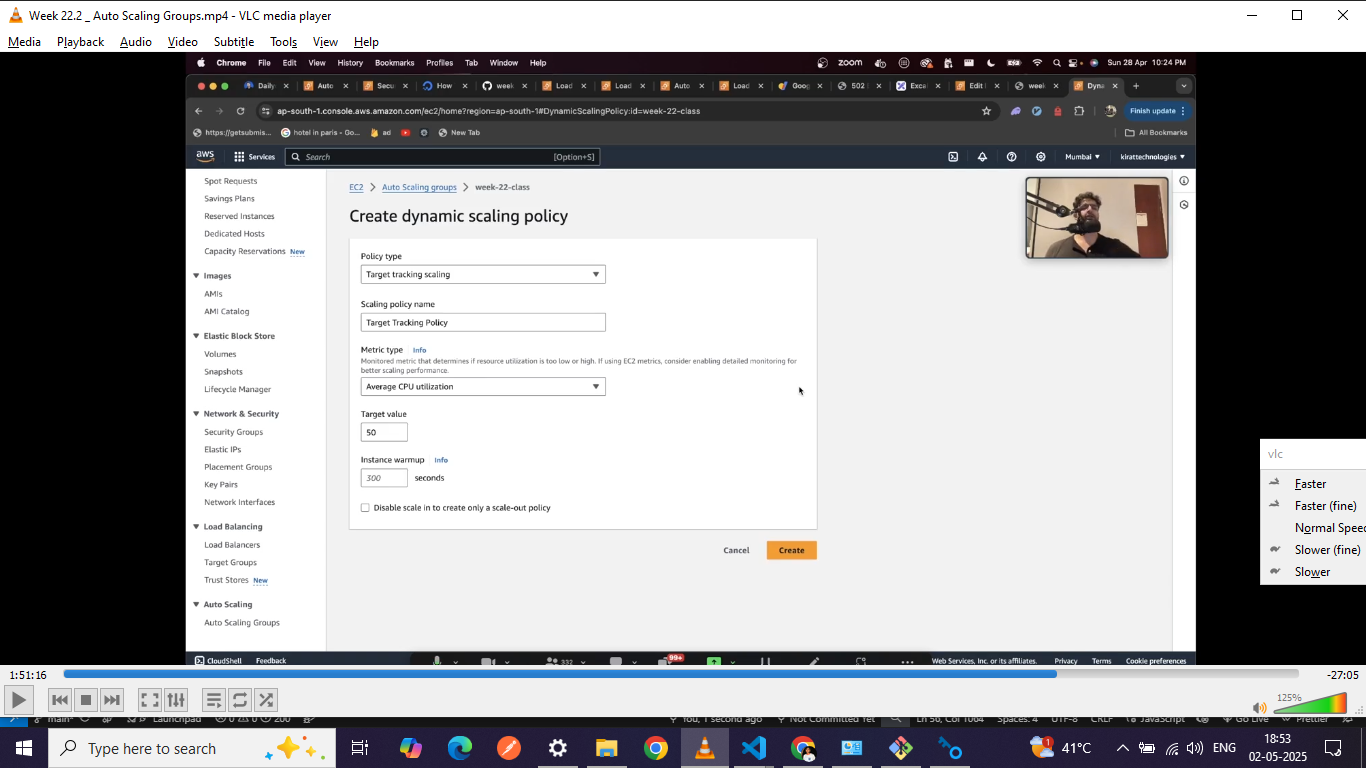 Week 22.2 _ Auto Scaling Groups.mp4 - VLC media player
Media Playback Audio Video Subtitle Tools View Help
Chrome File Edit View History Bookmarks Profiles Tab Window Help
zoom Sun 28 Apr 10:24 PM
Daily Auto Secu How week Load Load Auto Load Goog 502 Excal Edit week Dyna
ap-south-1.console.aws.amazon.com/ec2/home?region=ap-south-1#DynamicScalingPolicy:id=week-22-class
Finish update
https://getsubmis... hotel in paris - Go... ad New Tab All Bookmarks
aws Services Search [Option+S] Mumbai kirattechnologies
Spot Requests
Savings Plans
Reserved Instances
Dedicated Hosts
Capacity Reservations New
Images
AMIs
AMI Catalog
Elastic Block Store
Volumes
Snapshots
Lifecycle Manager
Network & Security
Security Groups
Elastic IPs
Placement Groups
Key Pairs
Network Interfaces
Load Balancing
Load Balancers
Target Groups
Trust Stores New
Auto Scaling
Auto Scaling Groups
EC2 > Auto Scaling groups > week-22-class
Create dynamic scaling policy
Policy type
Target tracking scaling
Scaling policy name
Target Tracking Policy
Metric type Info
Monitored metric that determines if resource utilization is too low or high. If using EC2 metrics, consider enabling detailed monitoring for
better scaling performance.
Average CPU utilization
Target value
50
Instance warmup Info
300 seconds
Disable scale in to create only a scale-out policy
Cancel Create
vlc
Faster
Faster (fine)
Normal Speed
Slower (fine)
Slower
CloudShell Feedback
332 99+
Web Services, Inc. or its affiliates. Privacy Terms Cookie preferences
1:51:16 -27:05
125%
main* Launchpad 0 0 200
You, 1 second ago Not Committed Yet Ln 50, Col 1064 Spaces: 4 UTF-8 CRLF JavaScript Go Live Prettier
Type here to search
1 41°C ENG 18:53
02-05-2025